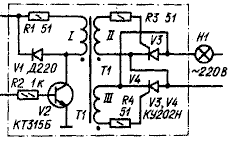 R1 51
I
II
R3 51
V3
H1
~220В
V1 Д220
T1
V4
R2 1к
V2
КТ315Б
T1
III
R4
51
V3, V4
КУ202Н